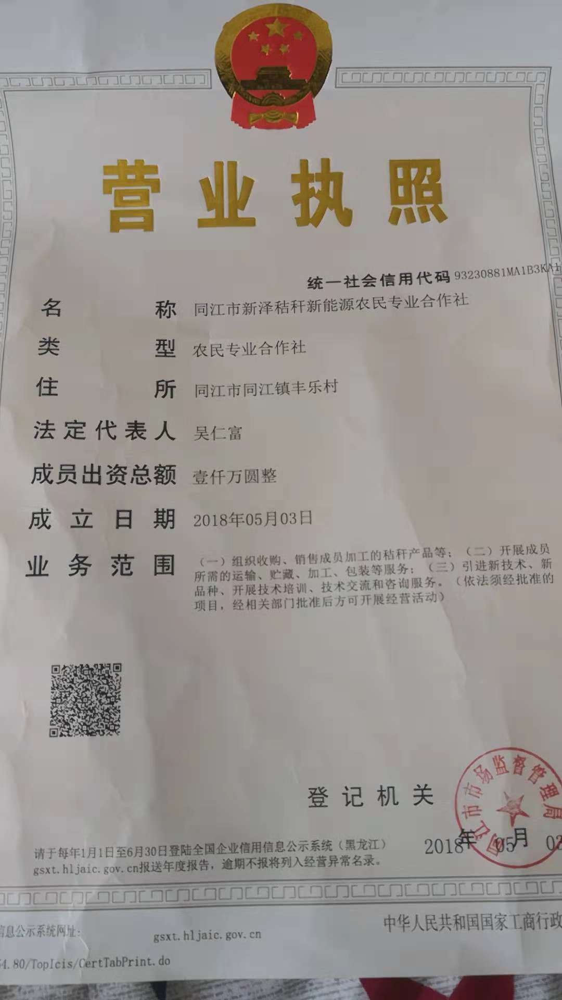 营业执照
统一社会信用代码 93230881MA1B3KA1
名称 同江市新泽秸秆新能源农民专业合作社
类型 农民专业合作社
住所 同江市同江镇丰乐村
法定代表人 吴仁富
成员出资总额 壹仟万圆整
成立日期 2018年05月03日
业务范围 (一)组织收购、销售成员加工的秸秆产品等;(二)开展成员
所需的运输、贮藏、加工、包装等服务;(三)引进新技术、新
品种、开展技术培训、技术交流和咨询服务。(依法须经批准的
项目,经相关部门批准后方可开展经营活动)
登记机关
同江市市场监督管理局
2018年05月03
请于每年1月1日至6月30日登陆全国企业信用信息公示系统(黑龙江)
gsxt.hljaic.gov.cn报送年度报告,逾期不报将列入经营异常名录。
信息公示系统网址: gsxt.hljaic.gov.cn
中华人民共和国国家工商行政
54.80/TopIcis/CertTabPrint.do